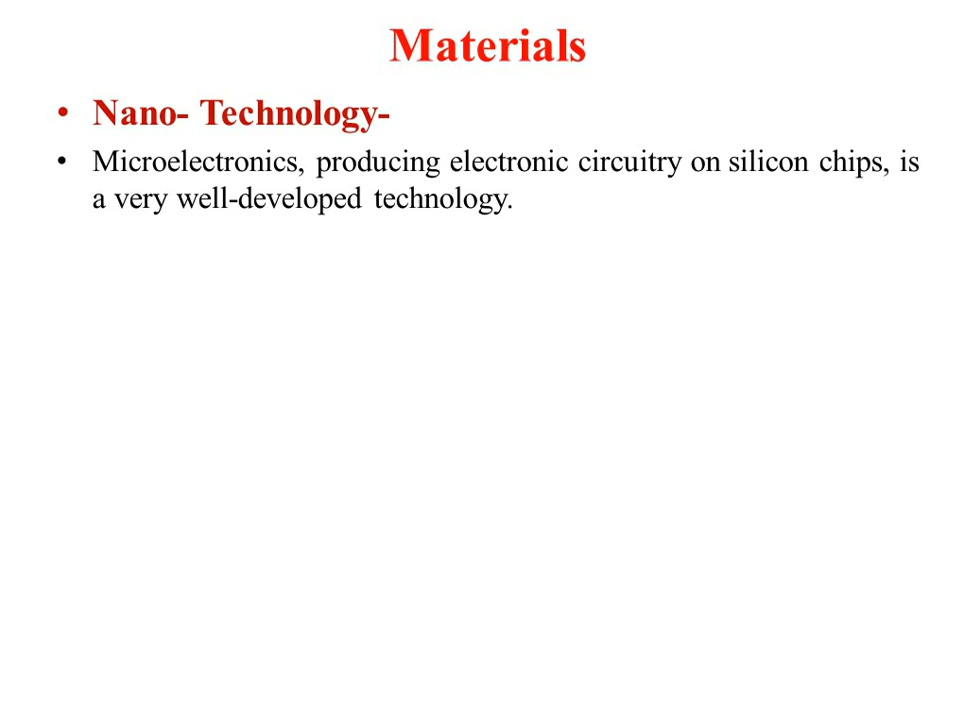 Materials
• Nano- Technology-
• Microelectronics, producing electronic circuitry on silicon chips, is
a very well-developed technology.